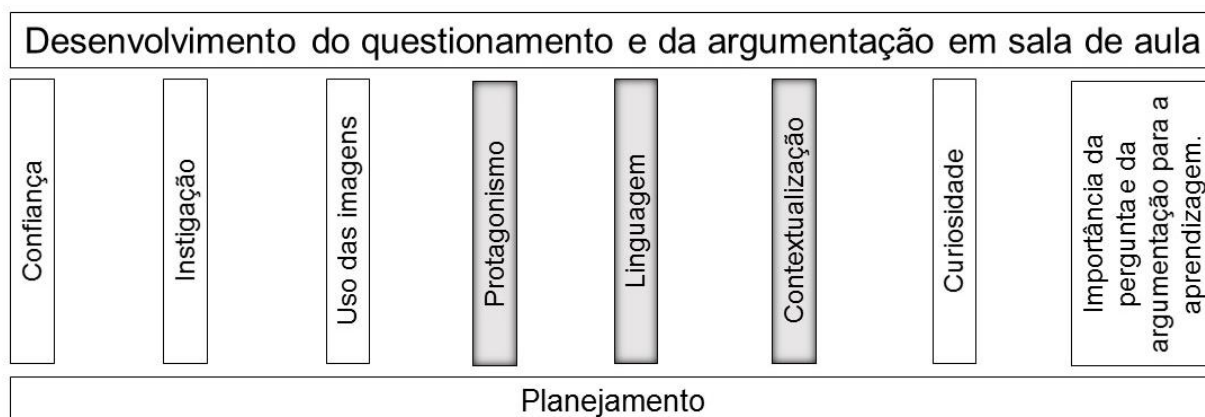 Desenvolvimento do questionamento e da argumentação em sala de aula
Confiança
Instigação
Uso das imagens
Protagonismo
Linguagem
Contextualização
Curiosidade
Importância da
pergunta e da
argumentação para a
aprendizagem.
Planejamento